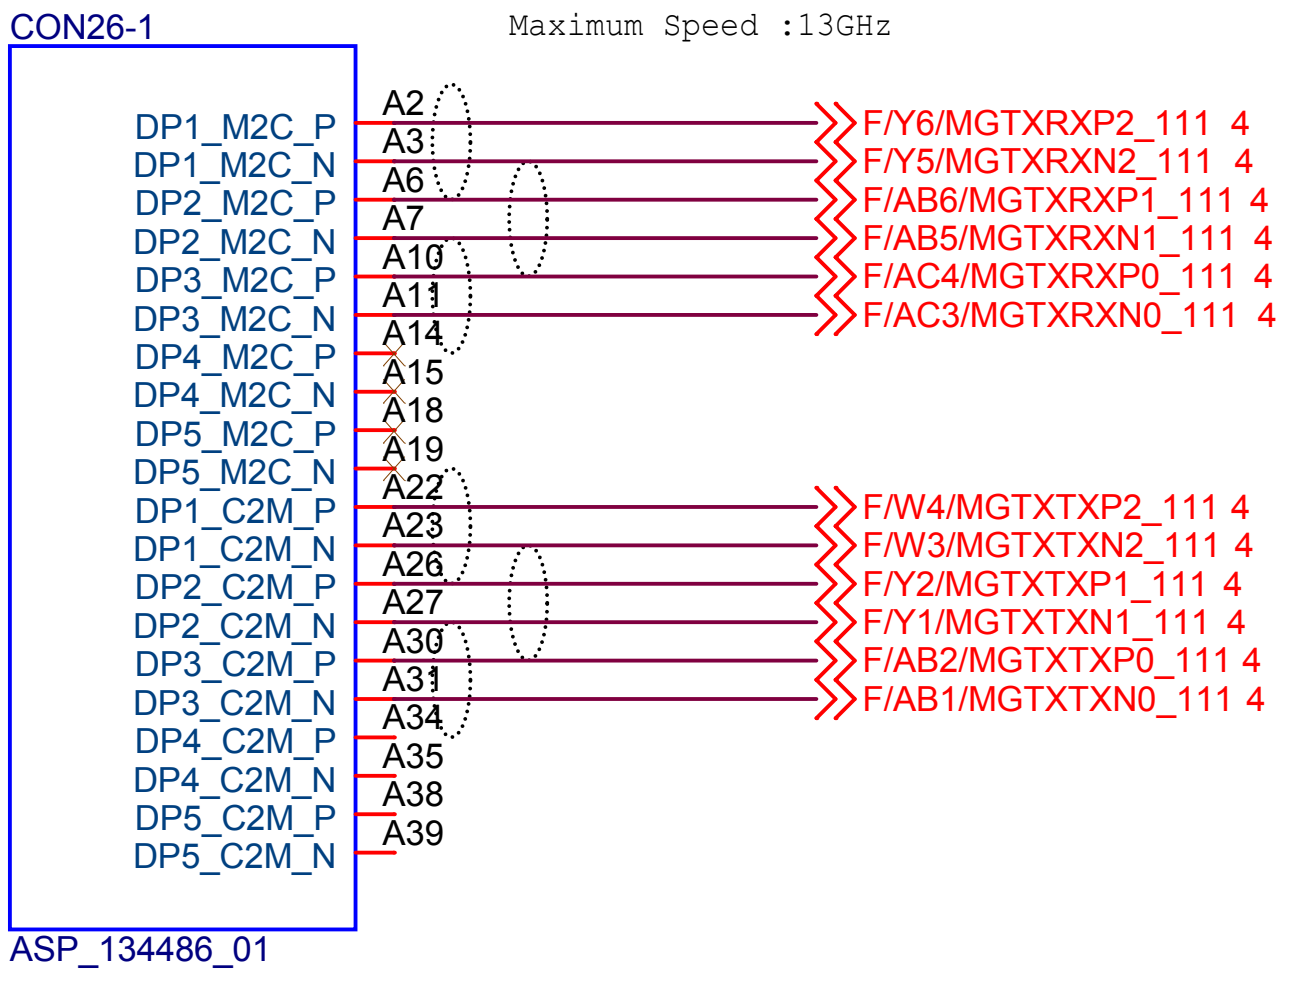 CON26-1 Maximum Speed :13GHz
DP1_M2C_P A2 F/Y6/MGTXRXP2_111 4
DP1_M2C_N A3 F/Y5/MGTXRXN2_111 4
DP2_M2C_P A6 F/AB6/MGTXRXP1_111 4
DP2_M2C_N A7 F/AB5/MGTXRXN1_111 4
DP3_M2C_P A10 F/AC4/MGTXRXP0_111 4
DP3_M2C_N A11 F/AC3/MGTXRXN0_111 4
DP4_M2C_P A14
DP4_M2C_N A15
DP5_M2C_P A18
DP5_M2C_N A19
DP1_C2M_P A22 F/W4/MGTXTXP2_111 4
DP1_C2M_N A23 F/W3/MGTXTXN2_111 4
DP2_C2M_P A26 F/Y2/MGTXTXP1_111 4
DP2_C2M_N A27 F/Y1/MGTXTXN1_111 4
DP3_C2M_P A30 F/AB2/MGTXTXP0_111 4
DP3_C2M_N A31 F/AB1/MGTXTXN0_111 4
DP4_C2M_P A34
DP4_C2M_N A35
DP5_C2M_P A38
DP5_C2M_N A39
ASP_134486_01